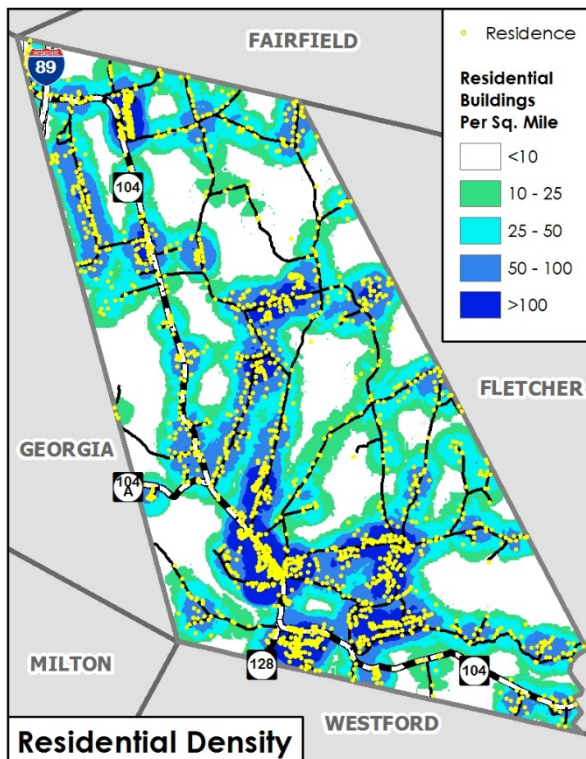 FAIRFIELD
Residence
89
Residential
Buildings
Per Sq. Mile
<10
10 - 25
25 - 50
50 - 100
>100
104
FLETCHER
GEORGIA
104
A
MILTON
128
104
WESTFORD
Residential Density